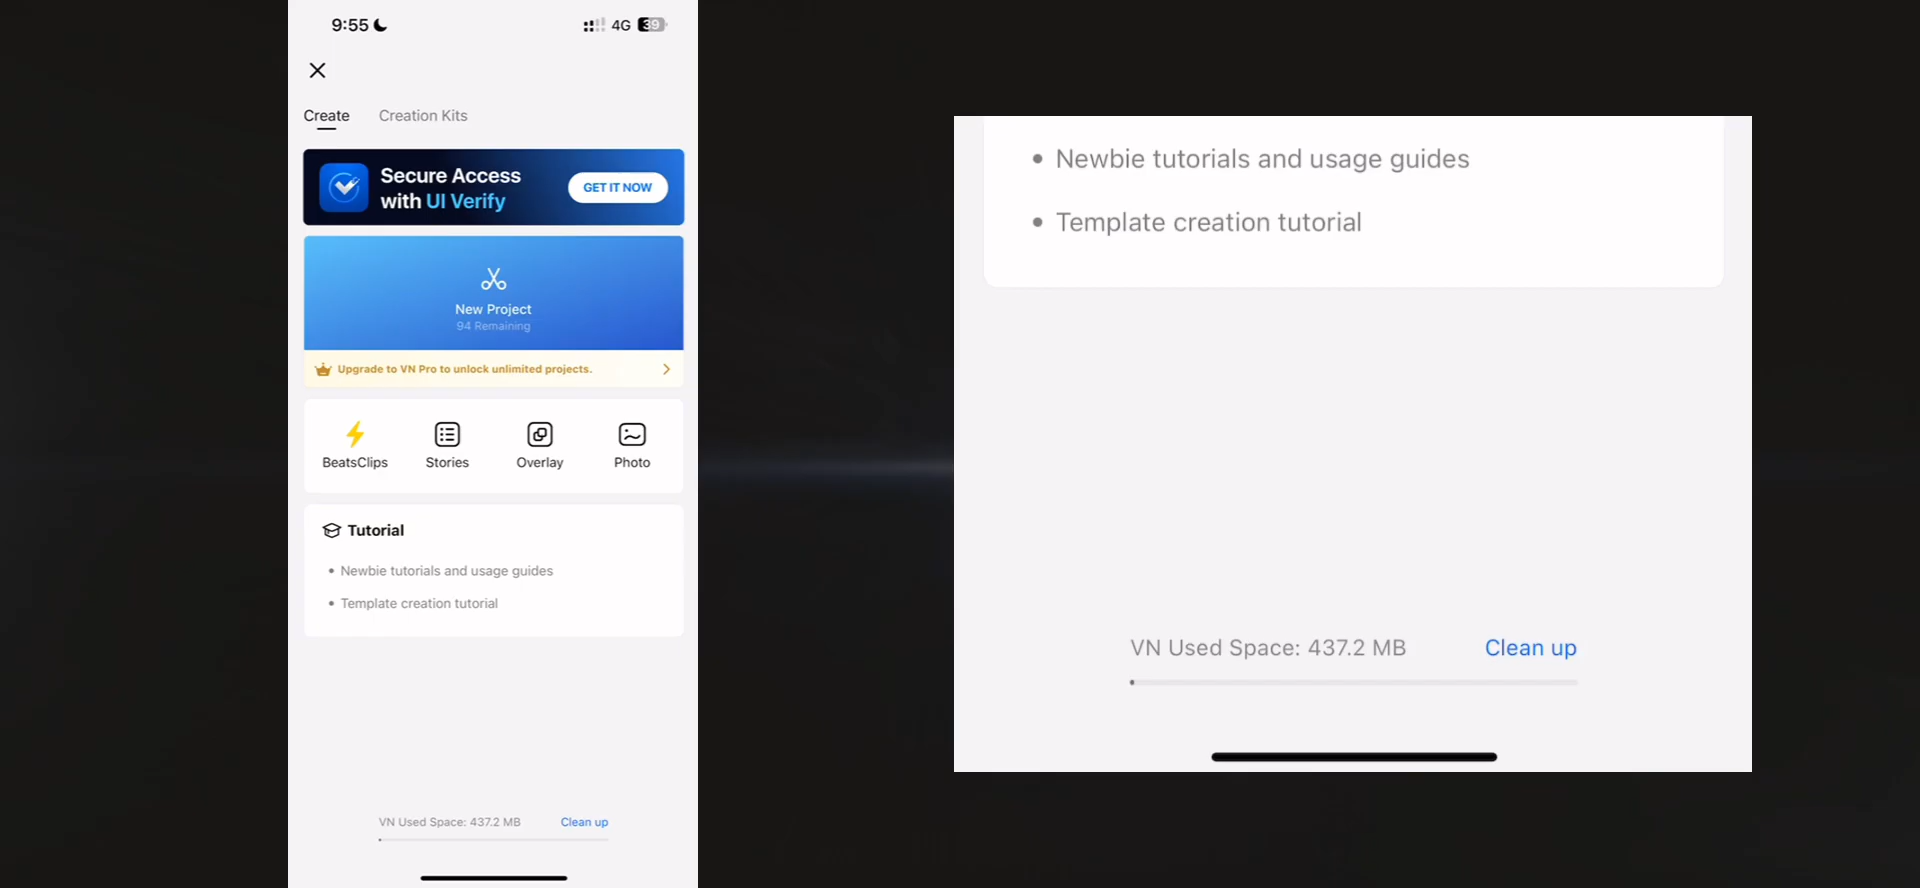 9:55
4G 39
Create Creation Kits
Secure Access
with UI Verify
GET IT NOW
New Project
94 Remaining
Upgrade to VN Pro to unlock unlimited projects.
BeatsClips Stories Overlay Photo
Tutorial
• Newbie tutorials and usage guides
• Template creation tutorial
VN Used Space: 437.2 MB Clean up
• Newbie tutorials and usage guides
• Template creation tutorial
VN Used Space: 437.2 MB Clean up